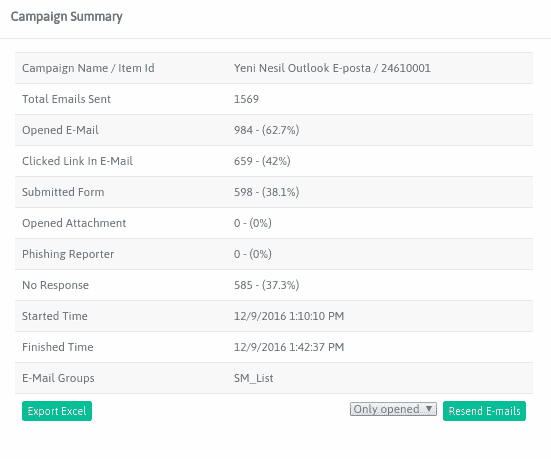 Campaign Summary
Campaign Name / Item Id Yeni Nesil Outlook E-posta / 24610001
Total Emails Sent 1569
Opened E-Mail 984 - (62.7%)
Clicked Link In E-Mail 659 - (42%)
Submitted Form 598 - (38.1%)
Opened Attachment 0 - (0%)
Phishing Reporter 0 - (0%)
No Response 585 - (37.3%)
Started Time 12/9/2016 1:10:10 PM
Finished Time 12/9/2016 1:42:37 PM
E-Mail Groups SM_List
Export Excel Only opened ▼ Resend E-mails